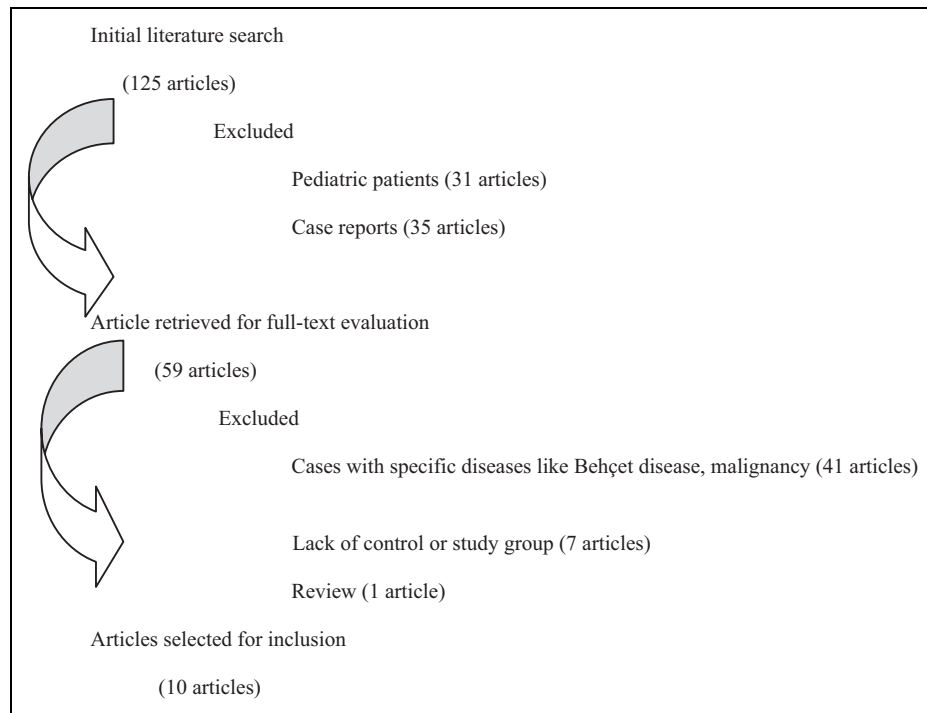 Initial literature search
(125 articles)
Excluded
Pediatric patients (31 articles)
Case reports (35 articles)
Article retrieved for full-text evaluation
(59 articles)
Excluded
Cases with specific diseases like Behçet disease, malignancy (41 articles)
Lack of control or study group (7 articles)
Review (1 article)
Articles selected for inclusion
(10 articles)